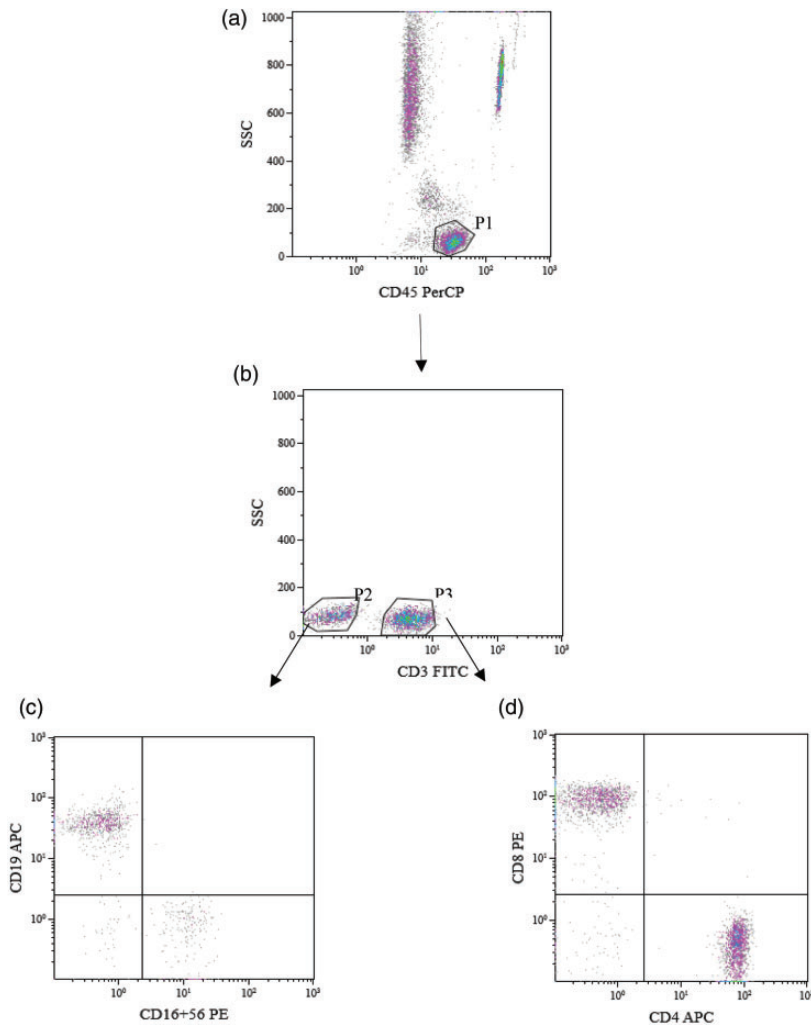 (a)
1000
800
600
400
200
0
SSC
P1
10⁰ 10¹ 10² 10³
CD45 PerCP
(b)
1000
800
600
400
200
0
SSC
P2 P3
10⁰ 10¹ 10² 10³
CD3 FITC
(c)
10³
10²
10¹
10⁰
CD19 APC
10⁰ 10¹ 10² 10³
CD16+56 PE
(d)
10³
10²
10¹
10⁰
CD8 PE
10⁰ 10¹ 10² 10³
CD4 APC